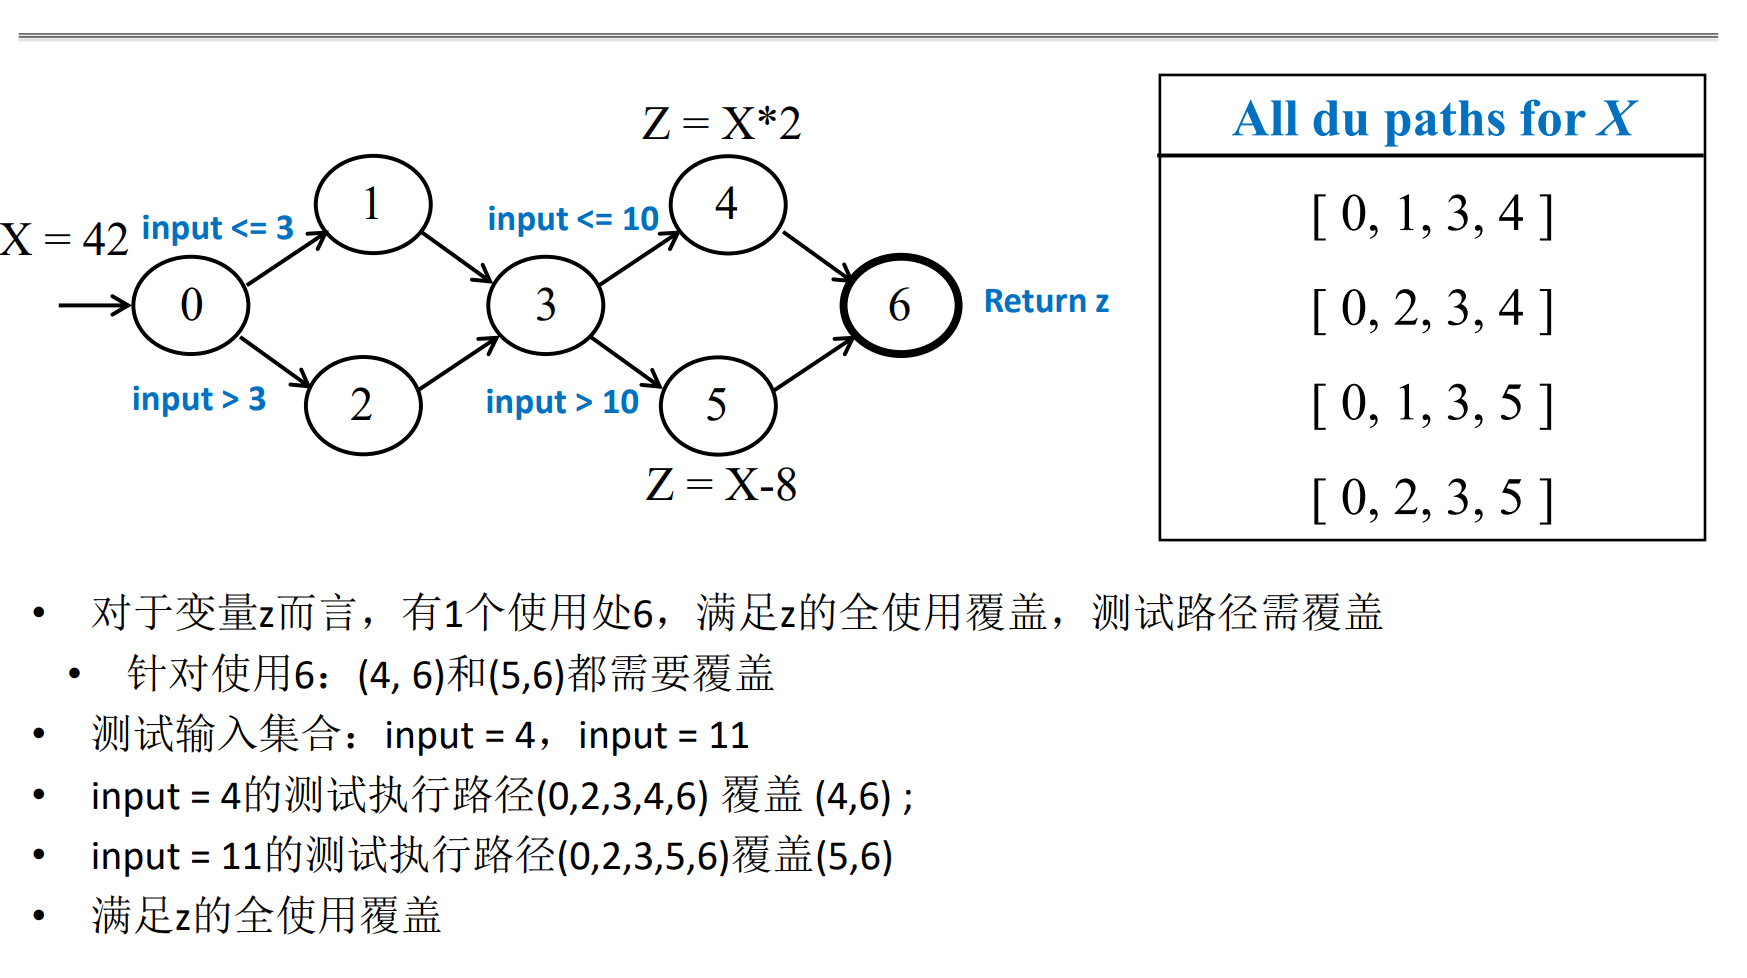 Z = X*2
X = 42
input <= 3
1
input <= 10
4
0
3
6
Return z
input > 3
2
input > 10
5
Z = X-8
All du paths for X
[ 0, 1, 3, 4 ]
[ 0, 2, 3, 4 ]
[ 0, 1, 3, 5 ]
[ 0, 2, 3, 5 ]
• 对于变量z而言，有1个使用处6，满足z的全使用覆盖，测试路径需覆盖
• 针对使用6：(4, 6)和(5,6)都需要覆盖
• 测试输入集合：input = 4，input = 11
• input = 4的测试执行路径(0,2,3,4,6) 覆盖 (4,6) ;
• input = 11的测试执行路径(0,2,3,5,6)覆盖(5,6)
• 满足z的全使用覆盖